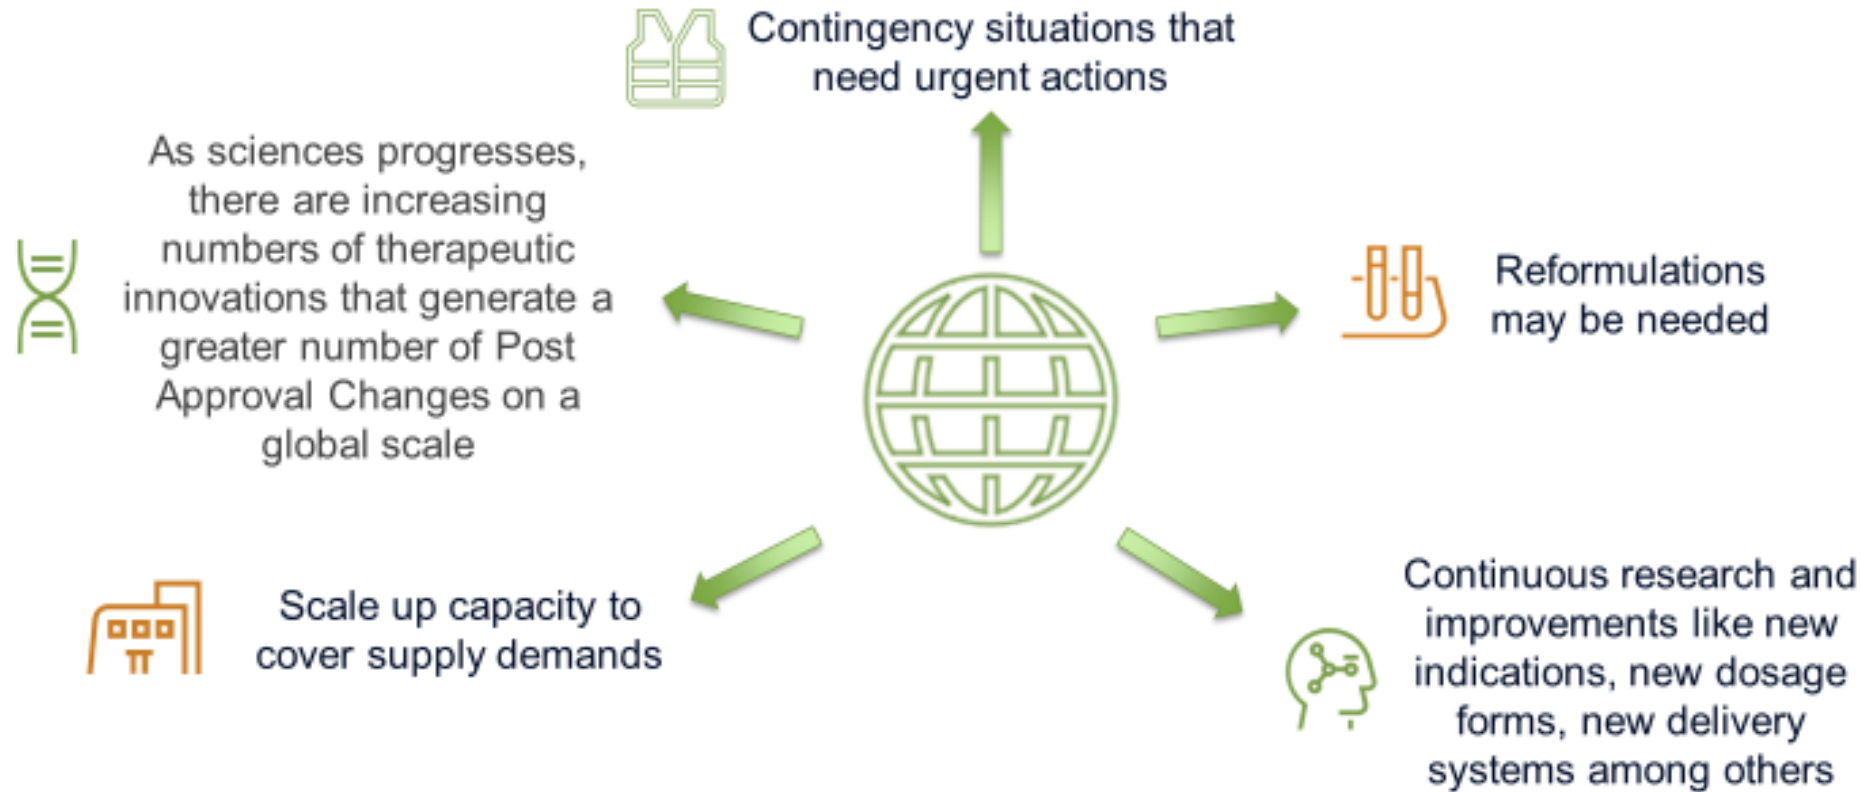 Contingency situations that
need urgent actions
As sciences progresses,
there are increasing
numbers of therapeutic
innovations that generate a
greater number of Post
Approval Changes on a
global scale
Reformulations
may be needed
Scale up capacity to
cover supply demands
Continuous research and
improvements like new
indications, new dosage
forms, new delivery
systems among others